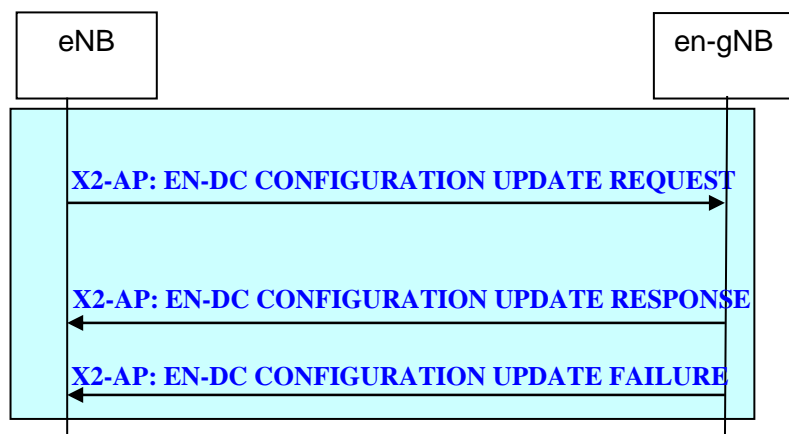 eNB
en-gNB
X2-AP: EN-DC CONFIGURATION UPDATE REQUEST
X2-AP: EN-DC CONFIGURATION UPDATE RESPONSE
X2-AP: EN-DC CONFIGURATION UPDATE FAILURE